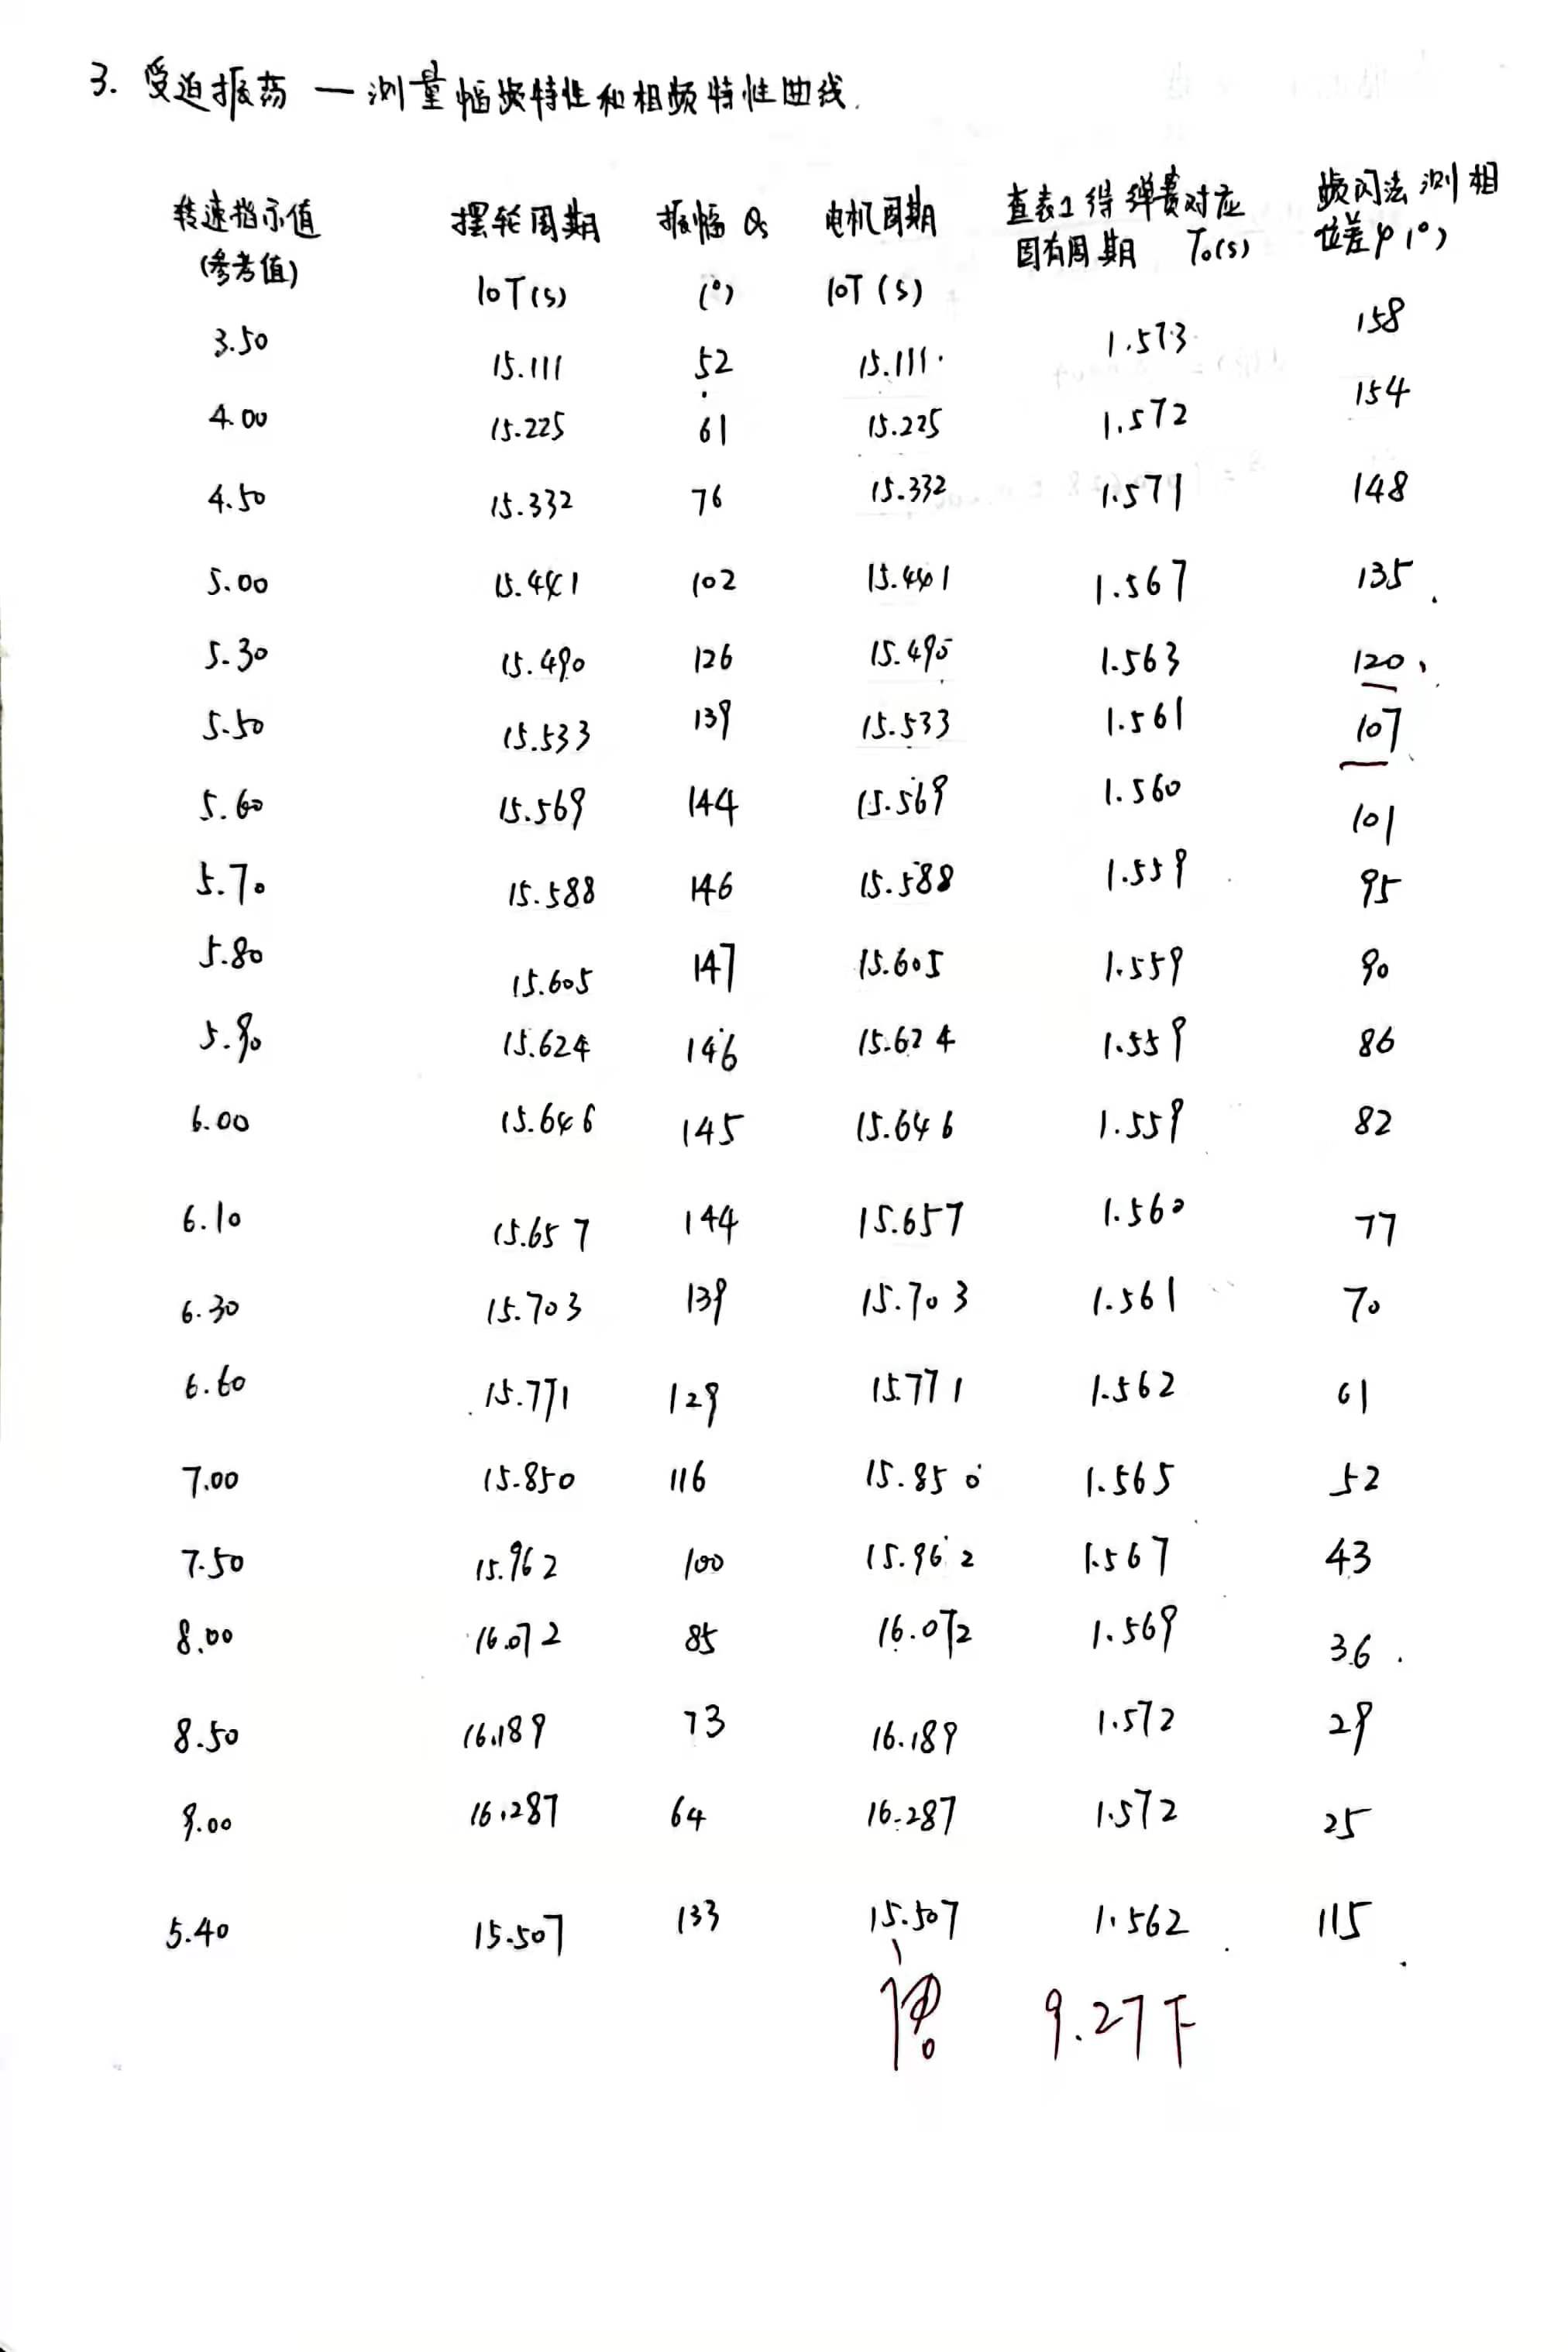 3. 受迫振荡 — 测量幅频特性和相频特性曲线.
转速指示值 摆轮周期 振幅 θs 电机周期 查表1得弹簧对应 频闪法测相
(参考值) 10T(s) (°) 10T(s) 固有周期 T₀(s) 位差φ(°)
3.50 15.111 52 15.111 1.573 158
4.00 15.225 61 15.225 1.572 154
4.50 15.332 76 15.332 1.571 148
5.00 15.441 102 15.441 1.567 135
5.30 15.490 126 15.490 1.563 120
5.50 15.533 139 15.533 1.561 107
5.60 15.569 144 15.569 1.560 101
5.70 15.588 146 15.588 1.559 95
5.80 15.605 147 15.605 1.559 90
5.90 15.624 146 15.624 1.559 86
6.00 15.646 145 15.646 1.559 82
6.10 15.657 144 15.657 1.560 77
6.30 15.703 139 15.703 1.561 70
6.60 15.771 129 15.771 1.562 61
7.00 15.850 116 15.850 1.565 52
7.50 15.962 100 15.962 1.567 43
8.00 16.072 85 16.072 1.569 36
8.50 16.189 73 16.189 1.572 29
9.00 16.287 64 16.287 1.572 25
5.40 15.507 133 15.507 1.562 115
9.27下